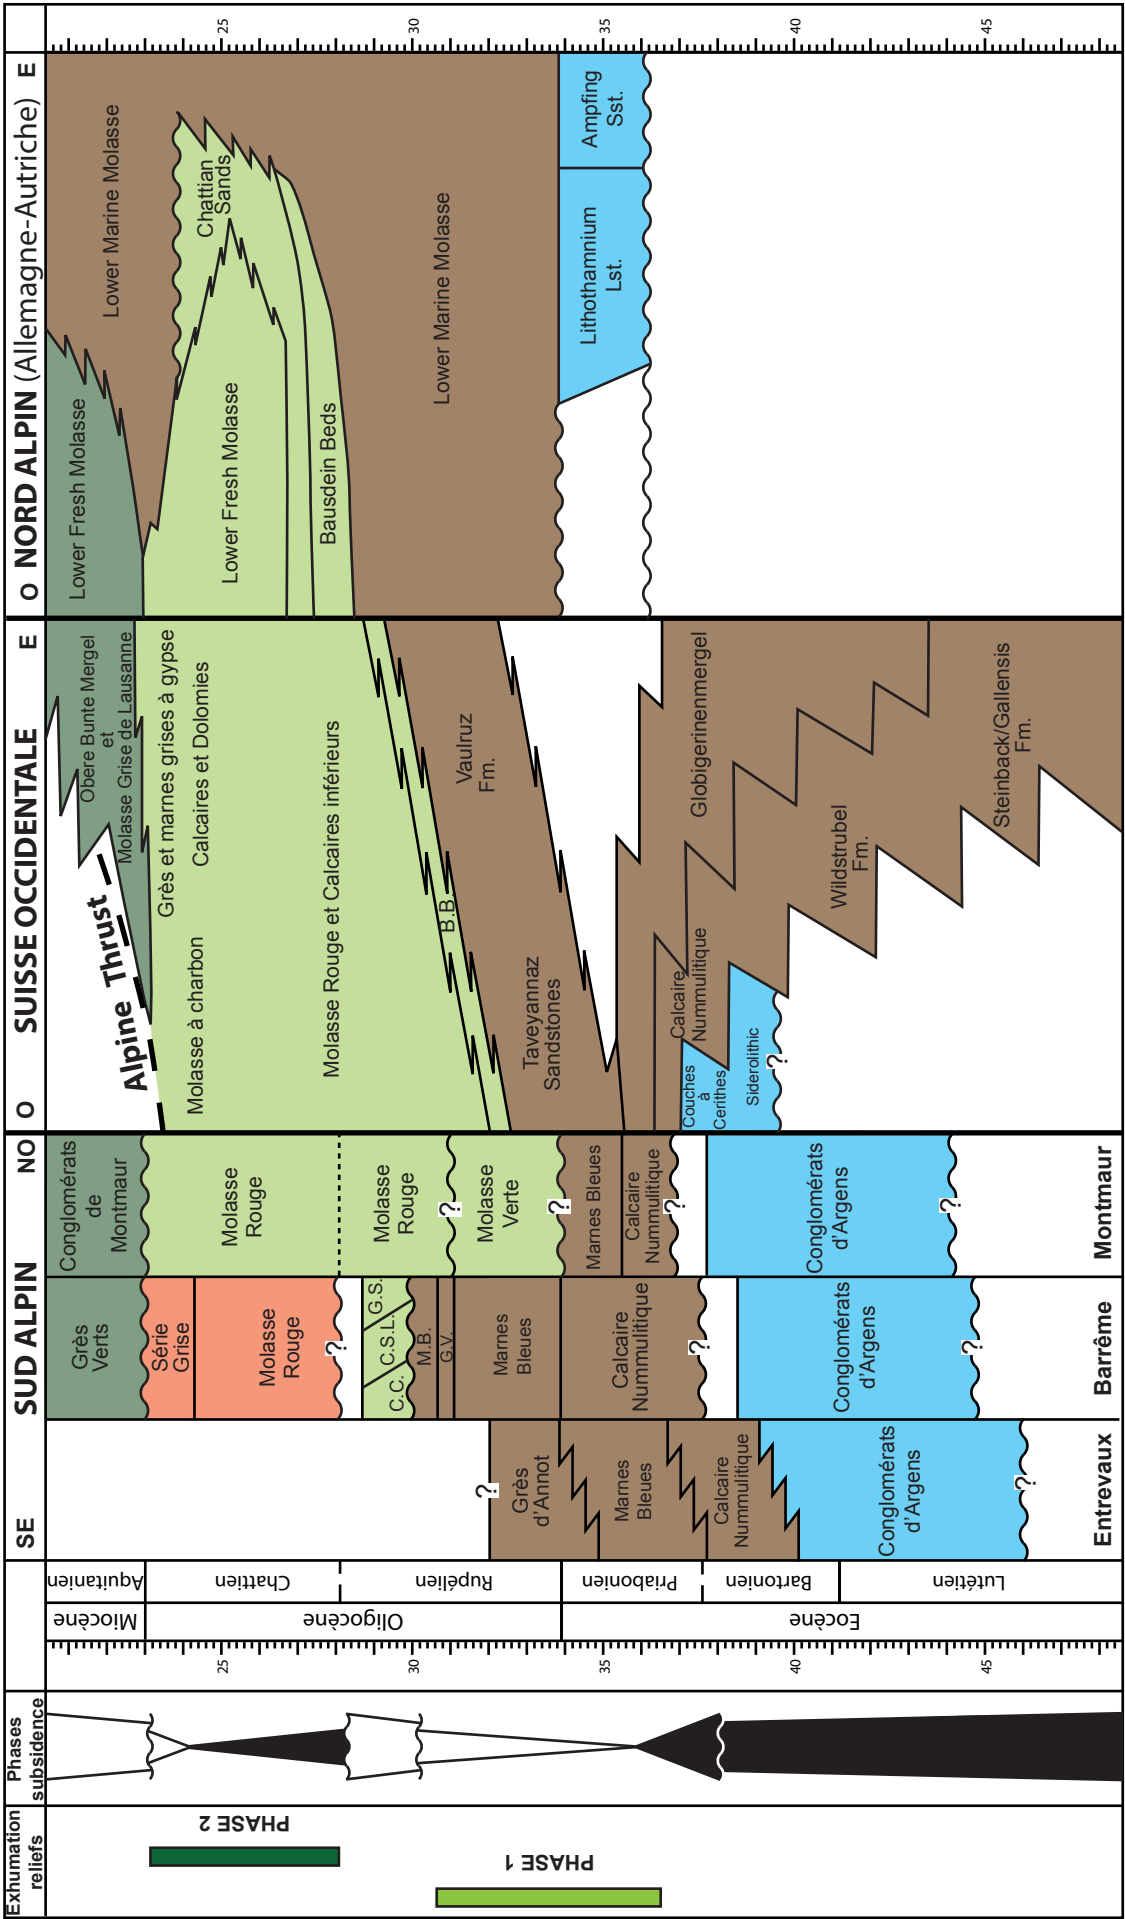 Exhumation
reliefs
Phases
subsidence
SE
SUD ALPIN
NO
O
SUISSE OCCIDENTALE
E
O
NORD ALPIN (Allemagne-Autriche)
E
PHASE 2
PHASE 1
25
30
35
40
45
Miocène
Oligocène
Eocène
Aquitanien
Chattien
Rupélien
Priabonien
Bartonien
Lutétien
?
Grès
d'Annot
Marnes
Bleues
Calcaire
Nummulitique
Conglomérats
d'Argens
?
Entrevaux
Grès
Verts
Série
Grise
Molasse
Rouge
?
C.C.
C.S.L.
G.S.
M.B.
G.V.
Marnes
Bleues
Calcaire
Nummulitique
?
Conglomérats
d'Argens
?
Barrême
Conglomérats
de
Montmaur
Molasse
Rouge
Molasse
Rouge
?
Molasse
Verte
?
Marnes Bleues
Calcaire
Nummulitique
?
Conglomérats
d'Argens
?
Montmaur
Alpine Thrust
Obere Bunte Mergel
et
Molasse Grise de Lausanne
Grès et marnes grises à gypse
Molasse à charbon
Calcaires et Dolomies
Molasse Rouge et Calcaires inférieurs
B.B.
Vaulruz
Fm.
Taveyannaz
Sandstones
Globigerinenmergel
Calcaire
Nummulitique
Couches
à
Cerithes
Siderolithic
?
Wildstrubel
Fm.
Steinback/Gallensis
Fm.
Lower Fresh Molasse
Lower Marine Molasse
Chattian
Sands
Lower Fresh Molasse
Bausdein Beds
Lower Marine Molasse
Lithothamnium
Lst.
Ampfing
Sst.
25
30
35
40
45